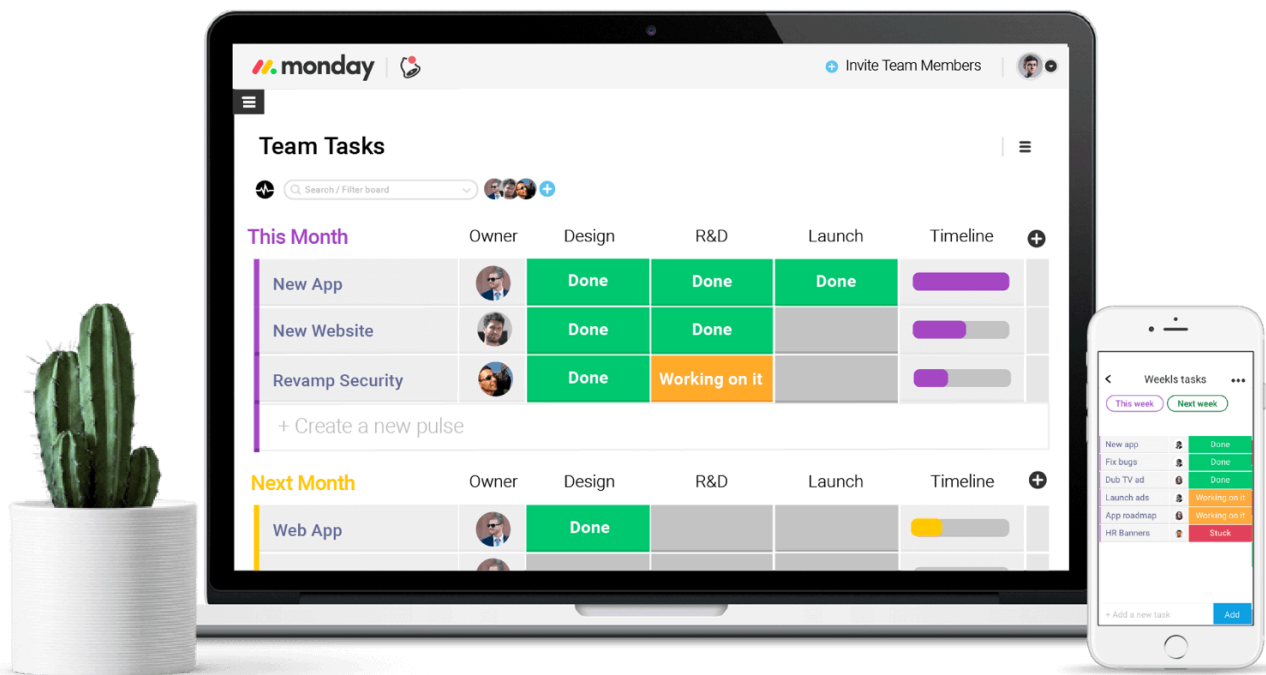 monday
Invite Team Members
Team Tasks
Search / Filter board
This Month Owner Design R&D Launch Timeline
New App Done Done Done
New Website Done Done
Revamp Security Done Working on it
+ Create a new pulse
Next Month Owner Design R&D Launch Timeline
Web App Done
Weekls tasks
This week Next week
New app Done
Fix bugs Done
Dub TV ad Done
Launch ads Working on it
App roadmap Working on it
HR Banners Stuck
+ Add a new task Add